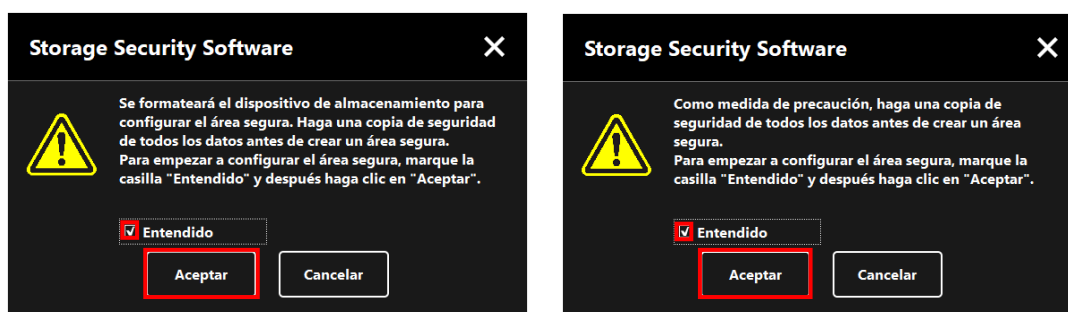 Storage Security Software
Se formateará el dispositivo de almacenamiento para
configurar el área segura. Haga una copia de seguridad
de todos los datos antes de crear un área segura.
Para empezar a configurar el área segura, marque la
casilla "Entendido" y después haga clic en "Aceptar".
Entendido
Aceptar
Cancelar
Storage Security Software
Como medida de precaución, haga una copia de
seguridad de todos los datos antes de crear un área
segura.
Para empezar a configurar el área segura, marque la
casilla "Entendido" y después haga clic en "Aceptar".
Entendido
Aceptar
Cancelar